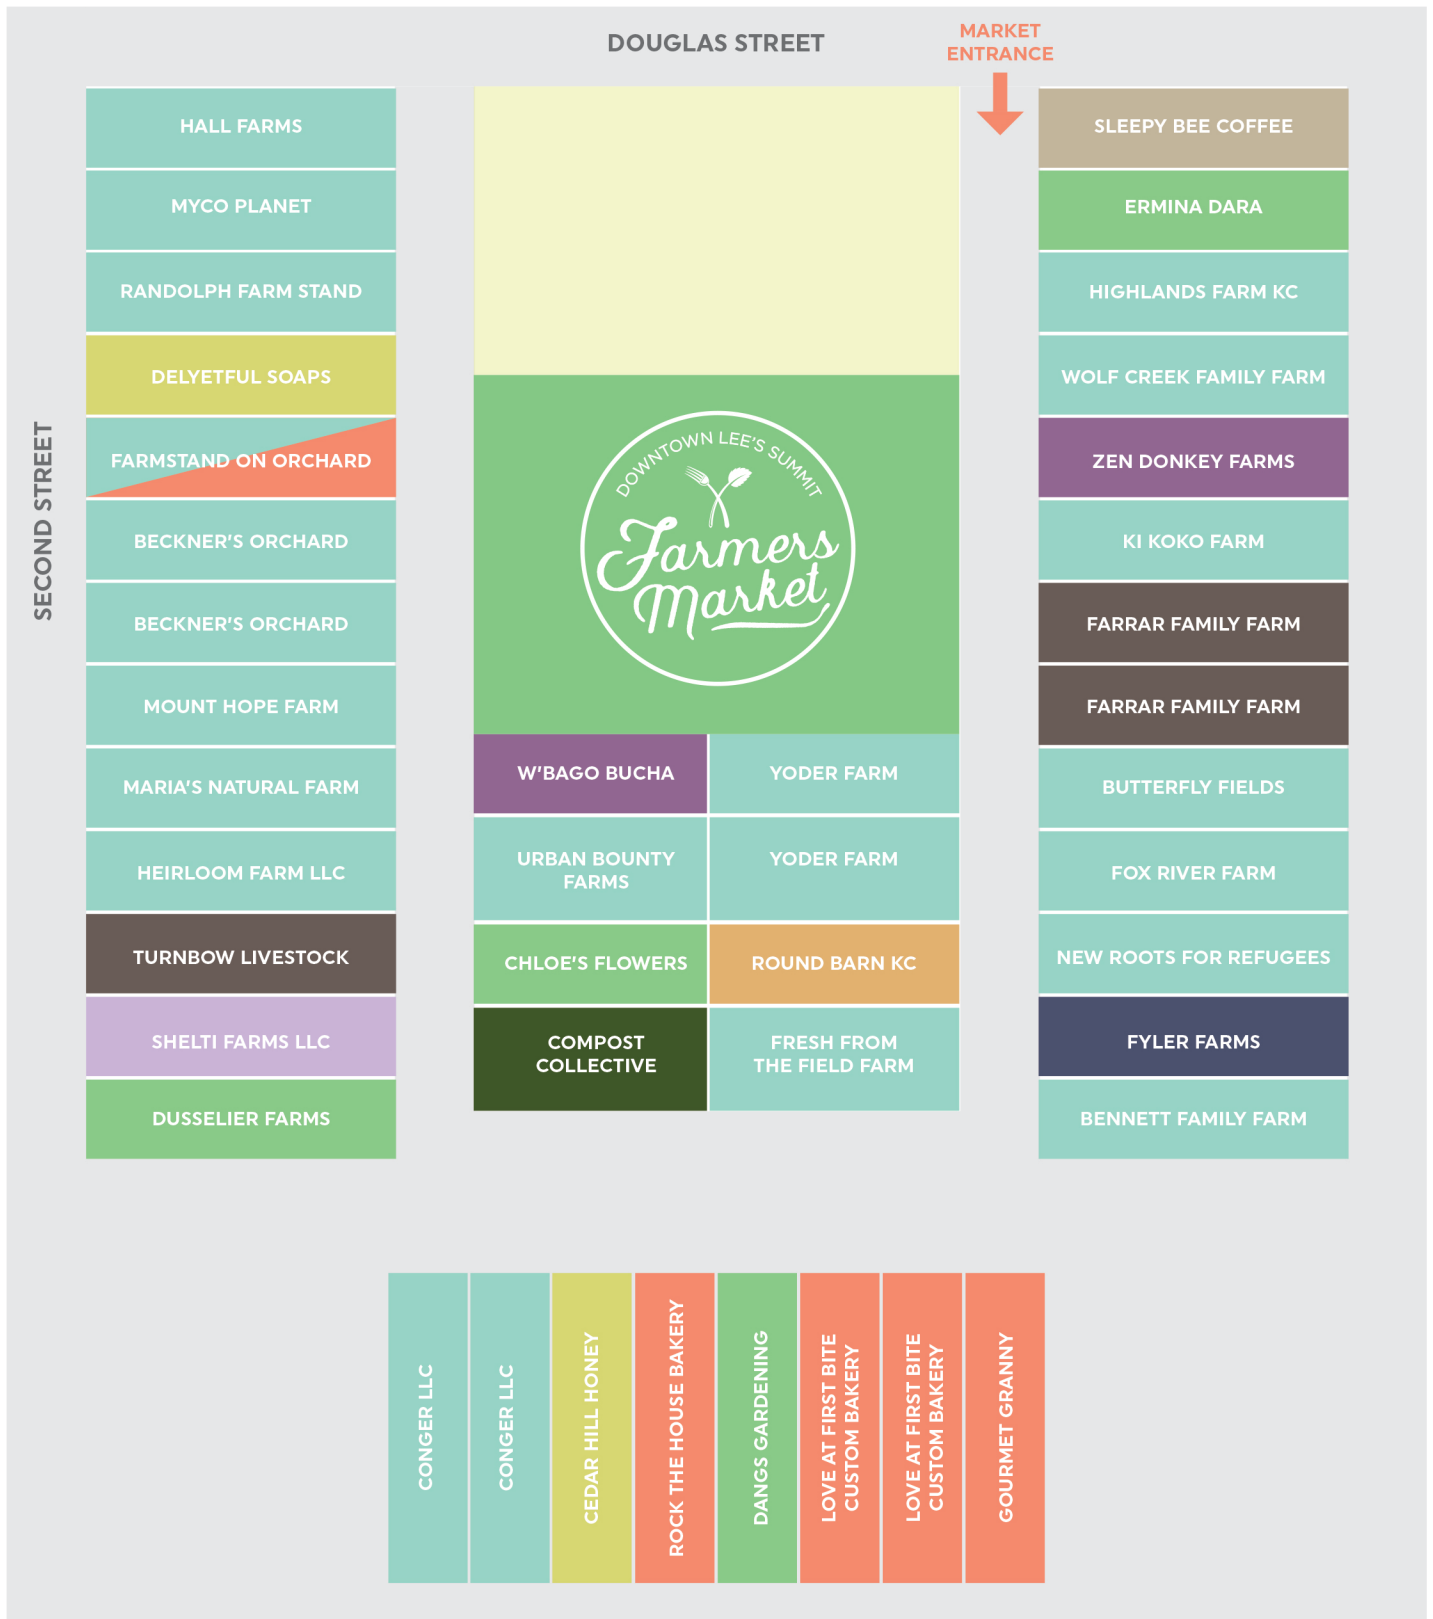 DOUGLAS STREET
MARKET
ENTRANCE
SECOND STREET
HALL FARMS
MYCO PLANET
RANDOLPH FARM STAND
DELYETFUL SOAPS
FARMSTAND ON ORCHARD
BECKNER'S ORCHARD
BECKNER'S ORCHARD
MOUNT HOPE FARM
MARIA'S NATURAL FARM
HEIRLOOM FARM LLC
TURNBOW LIVESTOCK
SHELTI FARMS LLC
DUSSELIER FARMS
DOWNTOWN LEE'S SUMMIT
Farmers
Market
W'BAGO BUCHA
YODER FARM
URBAN BOUNTY
FARMS
YODER FARM
CHLOE'S FLOWERS
ROUND BARN KC
COMPOST
COLLECTIVE
FRESH FROM
THE FIELD FARM
SLEEPY BEE COFFEE
ERMINA DARA
HIGHLANDS FARM KC
WOLF CREEK FAMILY FARM
ZEN DONKEY FARMS
KI KOKO FARM
FARRAR FAMILY FARM
FARRAR FAMILY FARM
BUTTERFLY FIELDS
FOX RIVER FARM
NEW ROOTS FOR REFUGEES
FYLER FARMS
BENNETT FAMILY FARM
CONGER LLC
CONGER LLC
CEDAR HILL HONEY
ROCK THE HOUSE BAKERY
DANGS GARDENING
LOVE AT FIRST BITE
CUSTOM BAKERY
LOVE AT FIRST BITE
CUSTOM BAKERY
GOURMET GRANNY